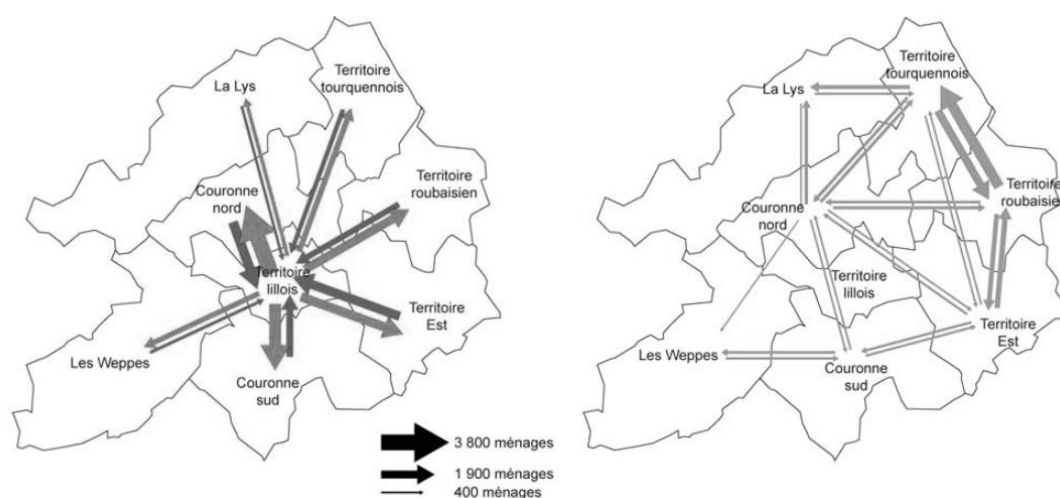 La Lys
Territoire
tourquennois
Couronne
nord
Territoire
roubaisien
Territoire
lillois
Territoire
Est
Les Weppes
Couronne
sud
3 800 ménages
1 900 ménages
400 ménages
Territoire
tourquennois
La Lys
Territoire
roubaisien
Couronne
nord
Territoire
lillois
Territoire
Est
Les Weppes
Couronne
sud